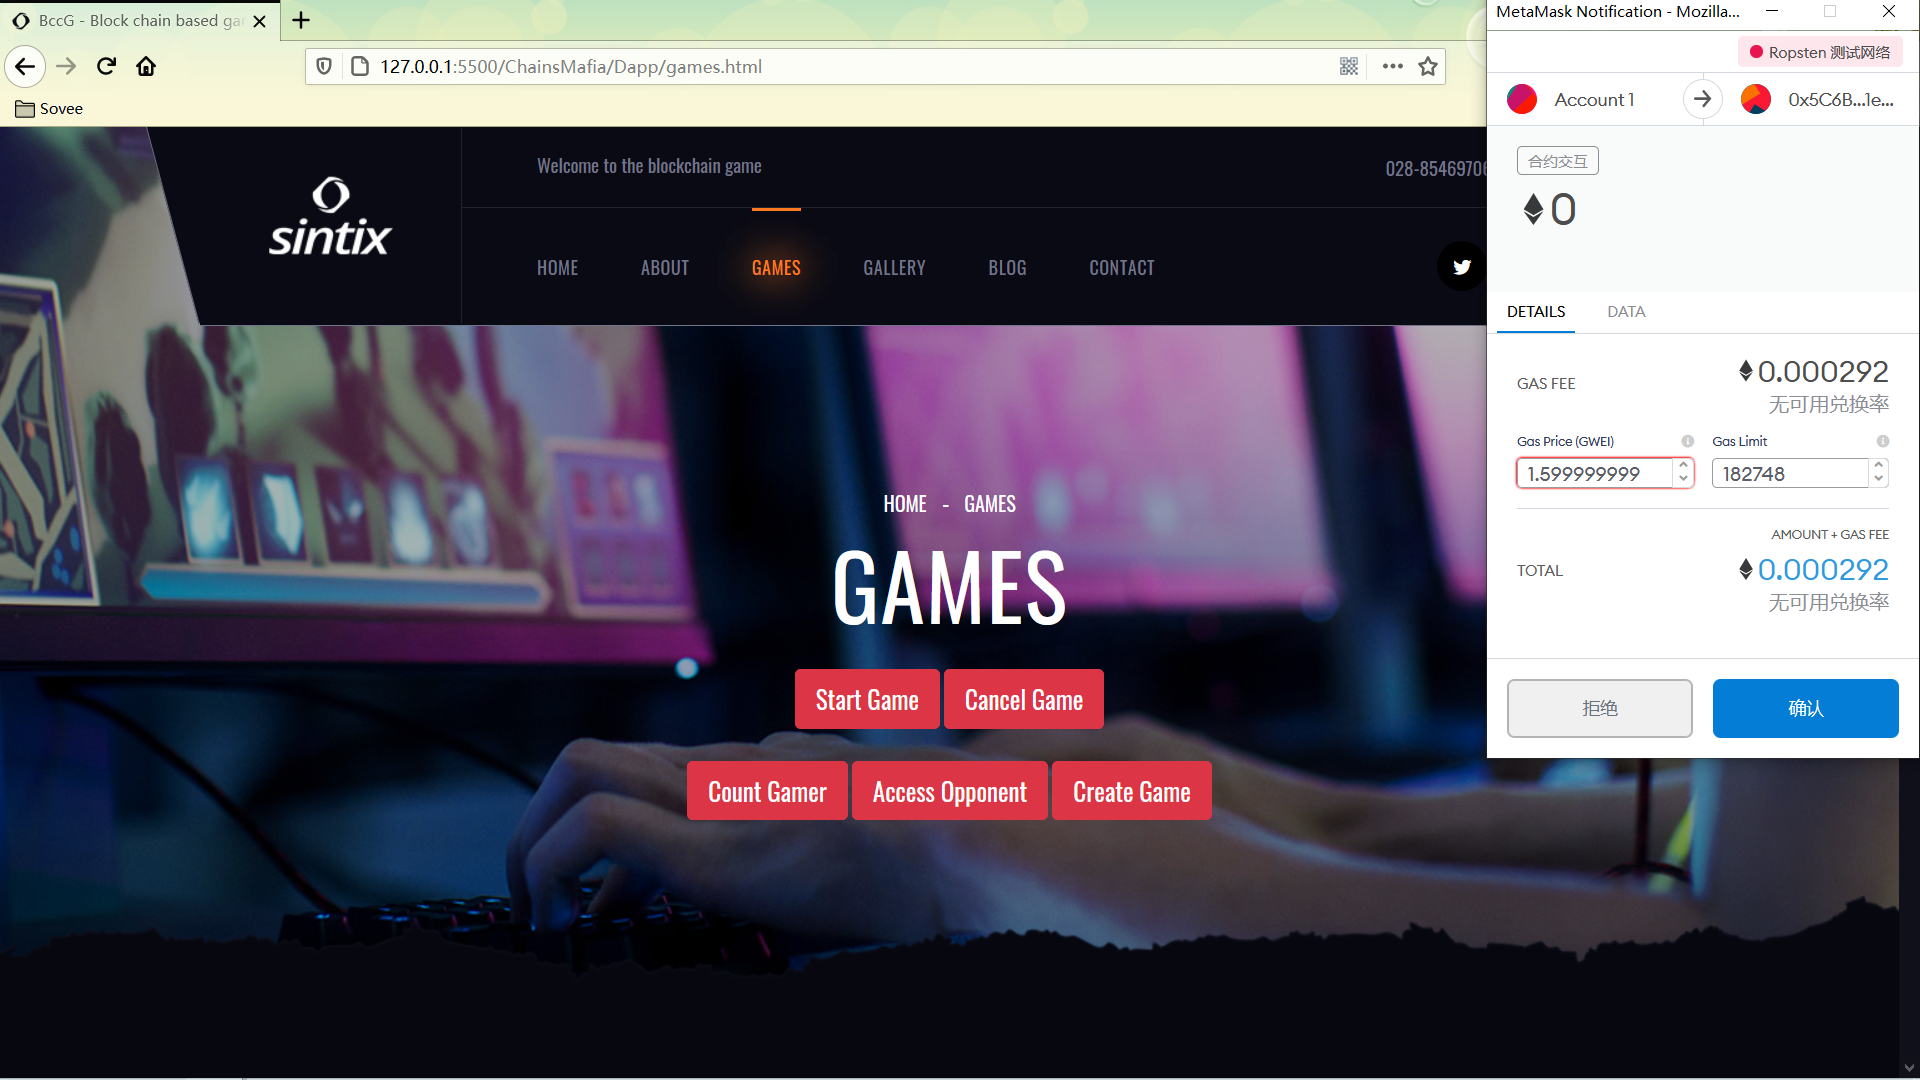 BccG - Block chain based ga
127.0.0.1:5500/ChainsMafia/Dapp/games.html
Sovee
sintix
Welcome to the blockchain game
028-8546970
HOME
ABOUT
GAMES
GALLERY
BLOG
CONTACT
HOME - GAMES
GAMES
Start Game
Cancel Game
Count Gamer
Access Opponent
Create Game
MetaMask Notification - Mozilla...
Ropsten 测试网络
Account 1
0x5C6B...1e...
合约交互
0
DETAILS
DATA
GAS FEE
0.000292
无可用兑换率
Gas Price (GWEI)
Gas Limit
1.599999999
182748
AMOUNT + GAS FEE
TOTAL
0.000292
无可用兑换率
拒绝
确认